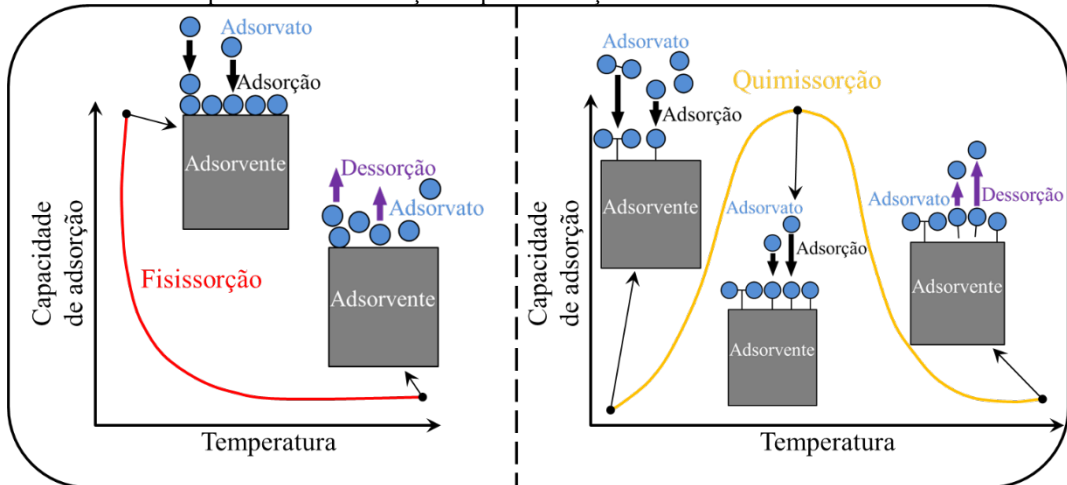 Adsorvato
Adsorção
Adsorvente
Dessorção
Adsorvato
Adsorvente
Fisissorção
Capacidade
de adsorção
Temperatura
Adsorvato
Quimissorção
Adsorção
Adsorvente
Adsorvato
Adsorção
Adsorvente
Adsorvato
Dessorção
Adsorvente
Capacidade
de adsorção
Temperatura